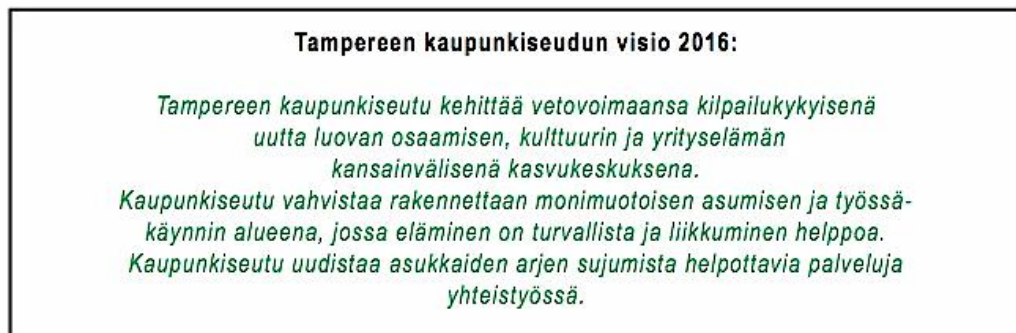 Tampereen kaupunkiseudun visio 2016:
Tampereen kaupunkiseutu kehittää vetovoimaansa kilpailukykyisenä
uutta luovan osaamisen, kulttuurin ja yrityselämän
kansainvälisenä kasvukeskuksena.
Kaupunkiseutu vahvistaa rakennettaan monimuotoisen asumisen ja työssä-
käynnin alueena, jossa eläminen on turvallista ja liikkuminen helppoa.
Kaupunkiseutu uudistaa asukkaiden arjen sujumista helpottavia palveluja
yhteistyössä.